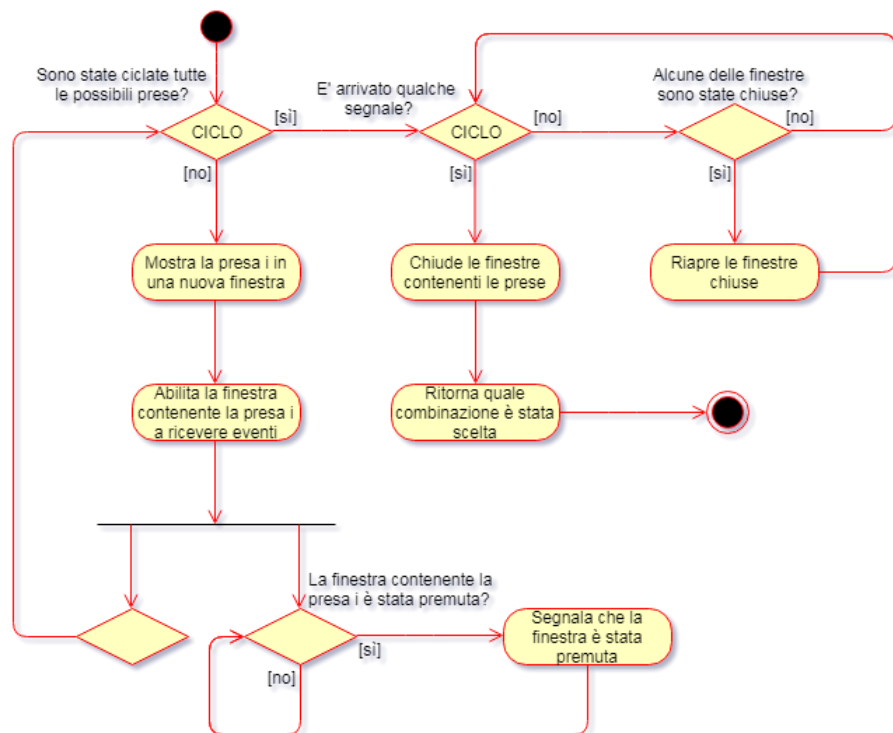 Sono state ciclate tutte
le possibili prese?
CICLO
[sì]
[no]
E' arrivato qualche
segnale?
CICLO
[no]
[sì]
Alcune delle finestre
sono state chiuse?
[no]
[sì]
Mostra la presa i in
una nuova finestra
Chiude le finestre
contenenti le prese
Riapre le finestre
chiuse
Abilita la finestra
contenente la presa i
a ricevere eventi
Ritorna quale
combinazione è stata
scelta
La finestra contenente la
presa i è stata premuta?
[sì]
[no]
Segnala che la
finestra è stata
premuta